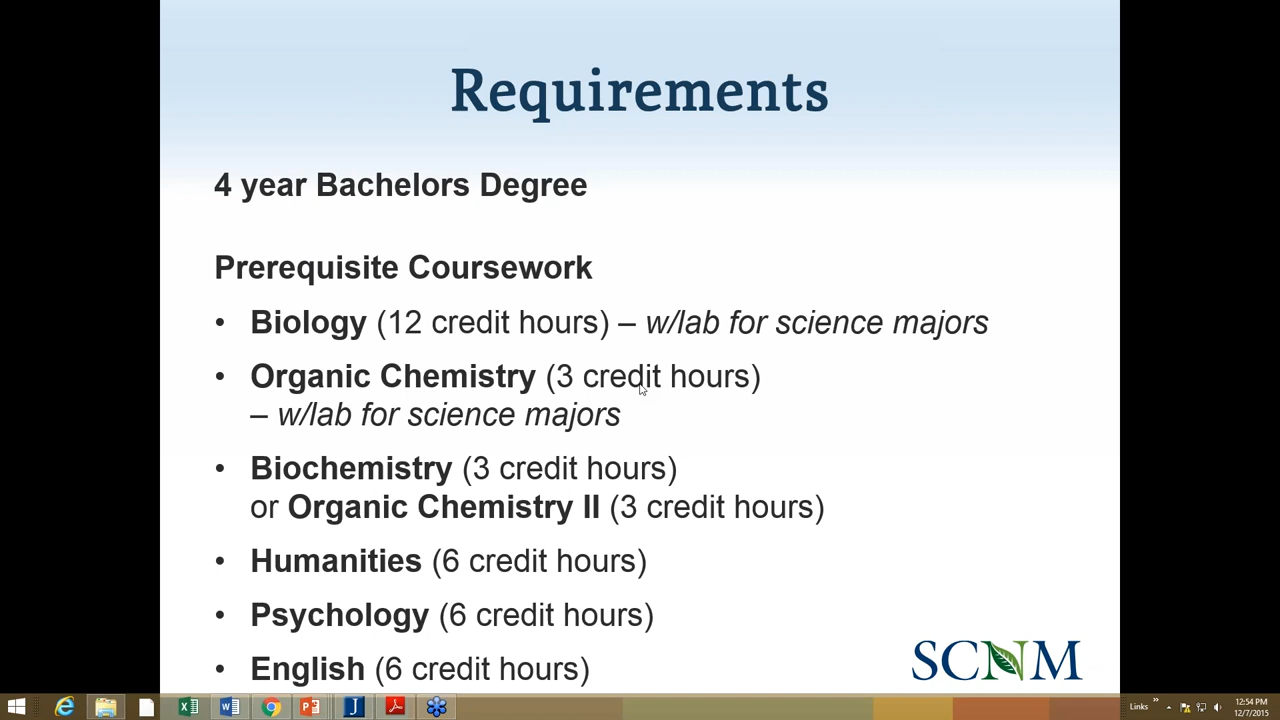 Requirements
4 year Bachelors Degree
Prerequisite Coursework
• Biology (12 credit hours) – w/lab for science majors
• Organic Chemistry (3 credit hours)
– w/lab for science majors
• Biochemistry (3 credit hours)
or Organic Chemistry II (3 credit hours)
• Humanities (6 credit hours)
• Psychology (6 credit hours)
• English (6 credit hours)
SCNM
Links
12:54 PM
12/7/2015